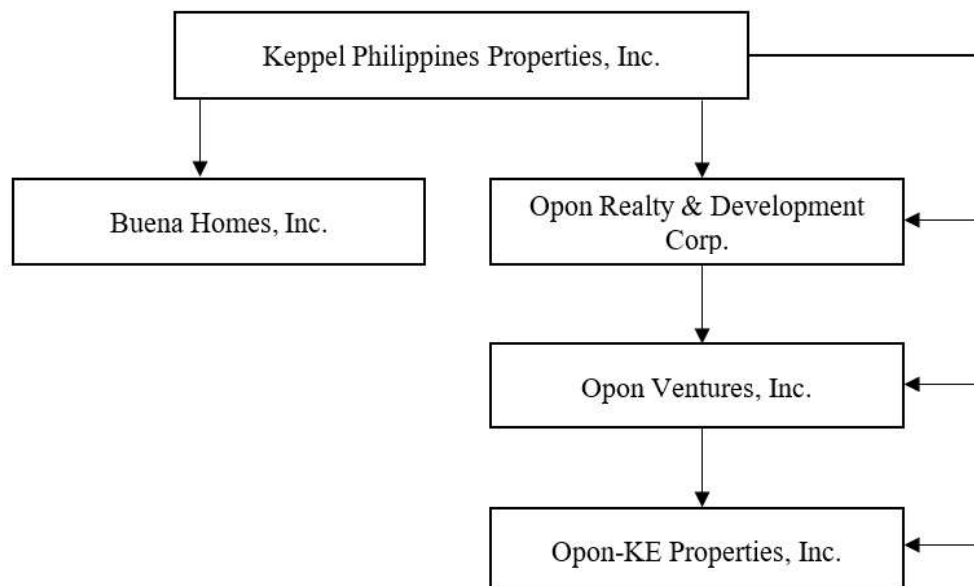 Keppel Philippines Properties, Inc.
Buena Homes, Inc.
Opon Realty & Development
Corp.
Opon Ventures, Inc.
Opon-KE Properties, Inc.